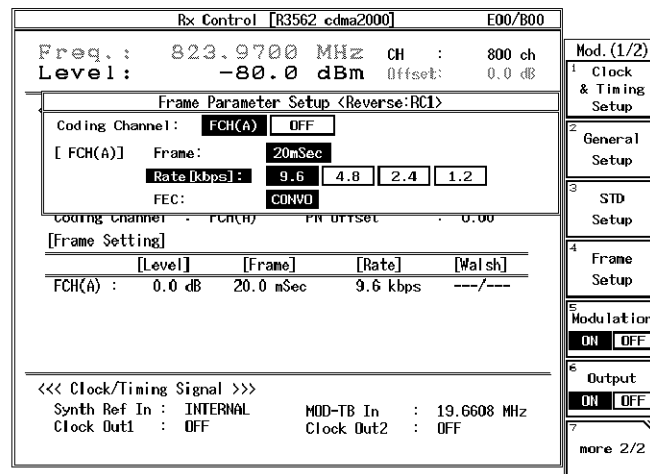 Rx Control [R3562 cdma2000] E00/B00
Freq.: 823.9700 MHz CH : 800 ch
Level: -80.0 dBm Offset: 0.0 dB
Frame Parameter Setup <Reverse:RC1>
Coding Channel: FCH(A) OFF
[ FCH(A)] Frame: 20mSec
Rate[kbps]: 9.6 4.8 2.4 1.2
FEC: CONVO
Coding Channel : FCH(A) PN Offset : 0.00
[Frame Setting]
[Level] [Frame] [Rate] [Walsh]
FCH(A) : 0.0 dB 20.0 mSec 9.6 kbps ---/---
<<< Clock/Timing Signal >>>
Synth Ref In : INTERNAL MOD-TB In : 19.6608 MHz
Clock Out1 : OFF Clock Out2 : OFF
Mod.(1/2)
1 Clock
& Timing
Setup
2
General
Setup
3
STD
Setup
4
Frame
Setup
5
Modulation
ON OFF
6
Output
ON OFF
7
more 2/2